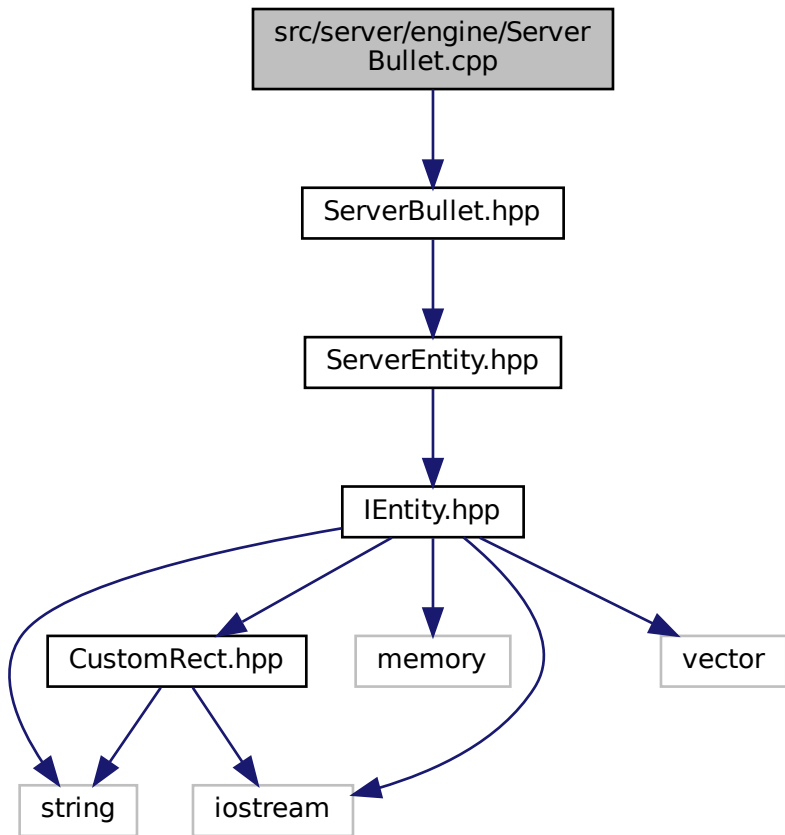 src/server/engine/Server
Bullet.cpp
ServerBullet.hpp
ServerEntity.hpp
IEntity.hpp
CustomRect.hpp
memory
vector
string
iostream